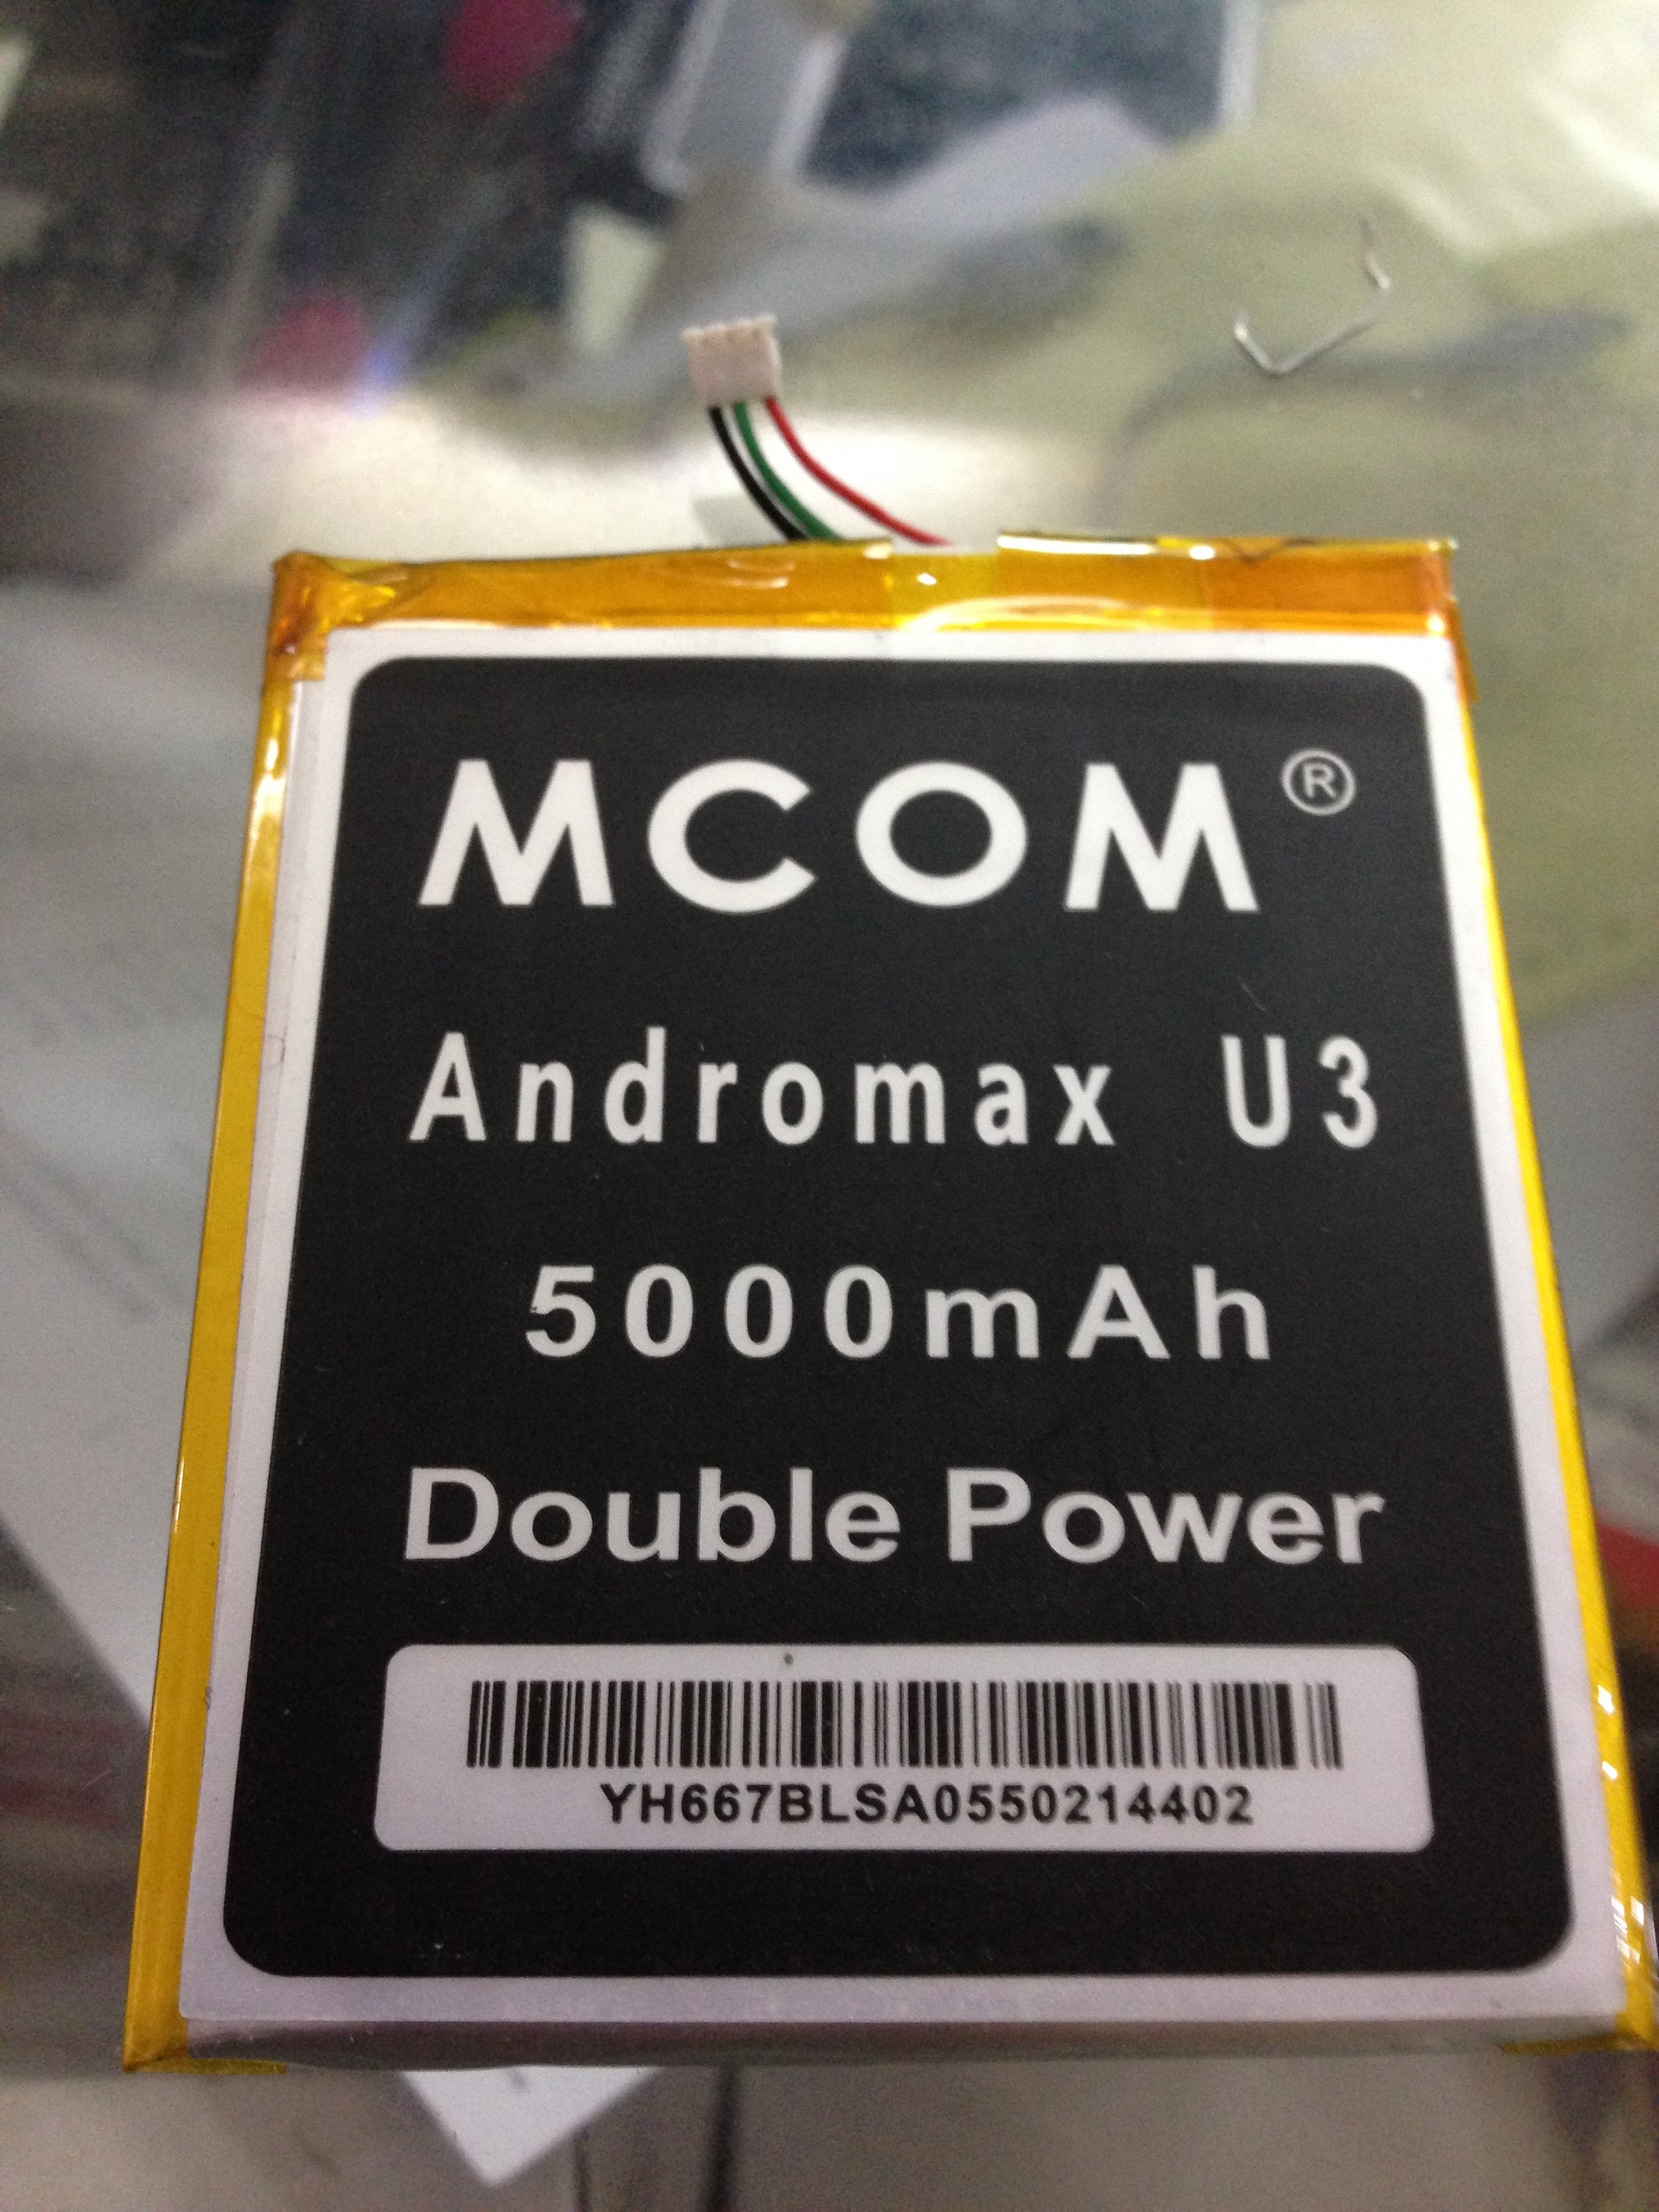 MCOM®
Andromax U3
5000mAh
Double Power
YH667BLSA0550214402